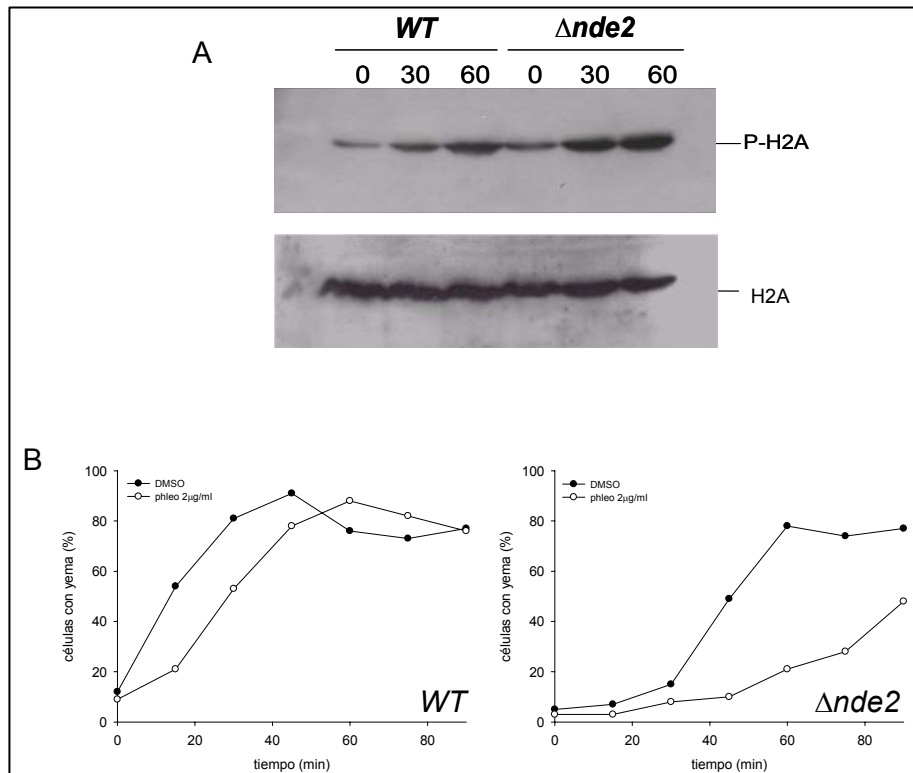 A
WT Δnde2
0 30 60 0 30 60
P-H2A
H2A
B
100
80
60
40
20
0
células con yema (%)
DMSO
phleo 2µg/ml
0 20 40 60 80
tiempo (min)
WT
100
80
60
40
20
0
células con yema (%)
DMSO
phleo 2µg/ml
0 20 40 60 80
tiempo (min)
Δnde2